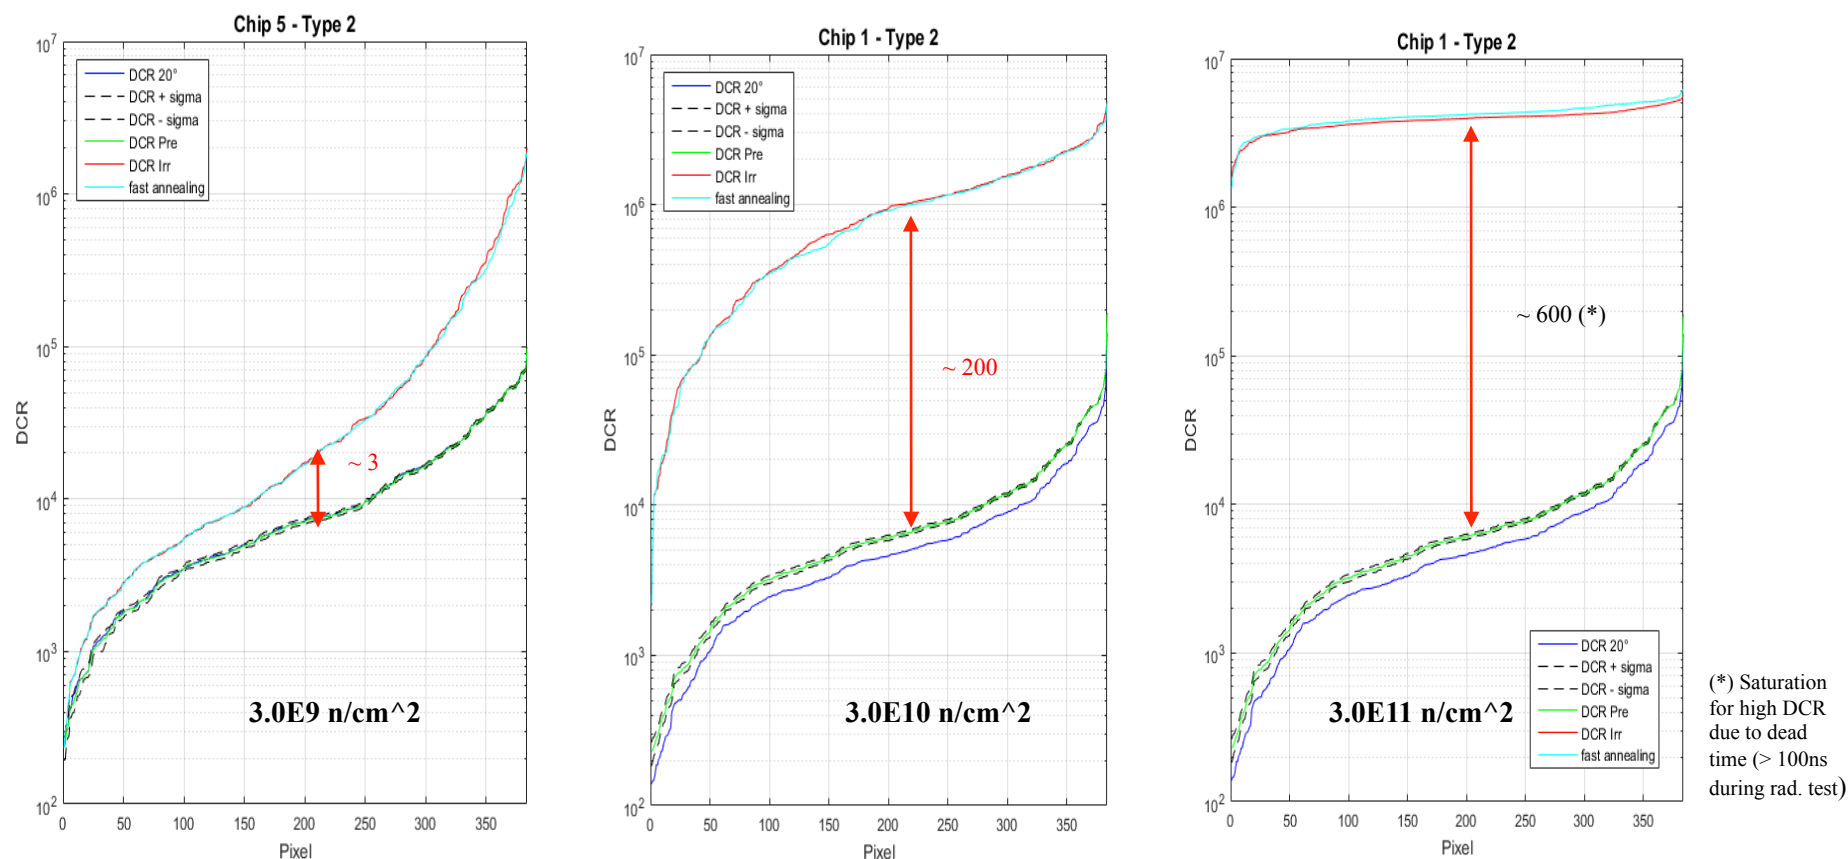 Chip 5 - Type 2
10^7
10^6
10^5
10^4
10^3
10^2
DCR
DCR 20°
DCR + sigma
DCR - sigma
DCR Pre
DCR Irr
fast annealing
~ 3
3.0E9 n/cm^2
0 50 100 150 200 250 300 350
Pixel
Chip 1 - Type 2
10^7
10^6
10^5
10^4
10^3
10^2
DCR
DCR 20°
DCR + sigma
DCR - sigma
DCR Pre
DCR Irr
fast annealing
~ 200
3.0E10 n/cm^2
0 50 100 150 200 250 300 350
Pixel
Chip 1 - Type 2
10^7
10^6
10^5
10^4
10^3
10^2
DCR
~ 600 (*)
DCR 20°
DCR + sigma
DCR - sigma
DCR Pre
DCR Irr
fast annealing
3.0E11 n/cm^2
0 50 100 150 200 250 300 350
Pixel
(*) Saturation
for high DCR
due to dead
time (> 100ns
during rad. test)